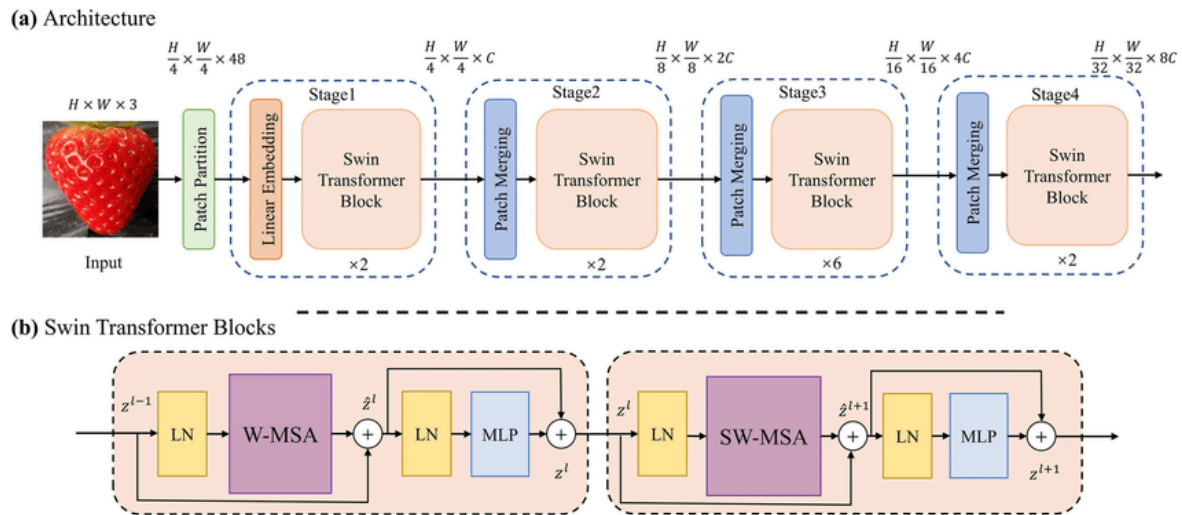 (a) Architecture
H/4 × W/4 × 48
H/4 × W/4 × C
H/8 × W/8 × 2C
H/16 × W/16 × 4C
H/32 × W/32 × 8C
H × W × 3
Input
Patch Partition
Stage1
Linear Embedding
Swin
Transformer
Block
×2
Stage2
Patch Merging
Swin
Transformer
Block
×2
Stage3
Patch Merging
Swin
Transformer
Block
×6
Stage4
Patch Merging
Swin
Transformer
Block
×2
(b) Swin Transformer Blocks
z^{l−1}
LN
W-MSA
ẑ^l
+
LN
MLP
+
z^l
z^l
LN
SW-MSA
ẑ^{l+1}
+
LN
MLP
+
z^{l+1}